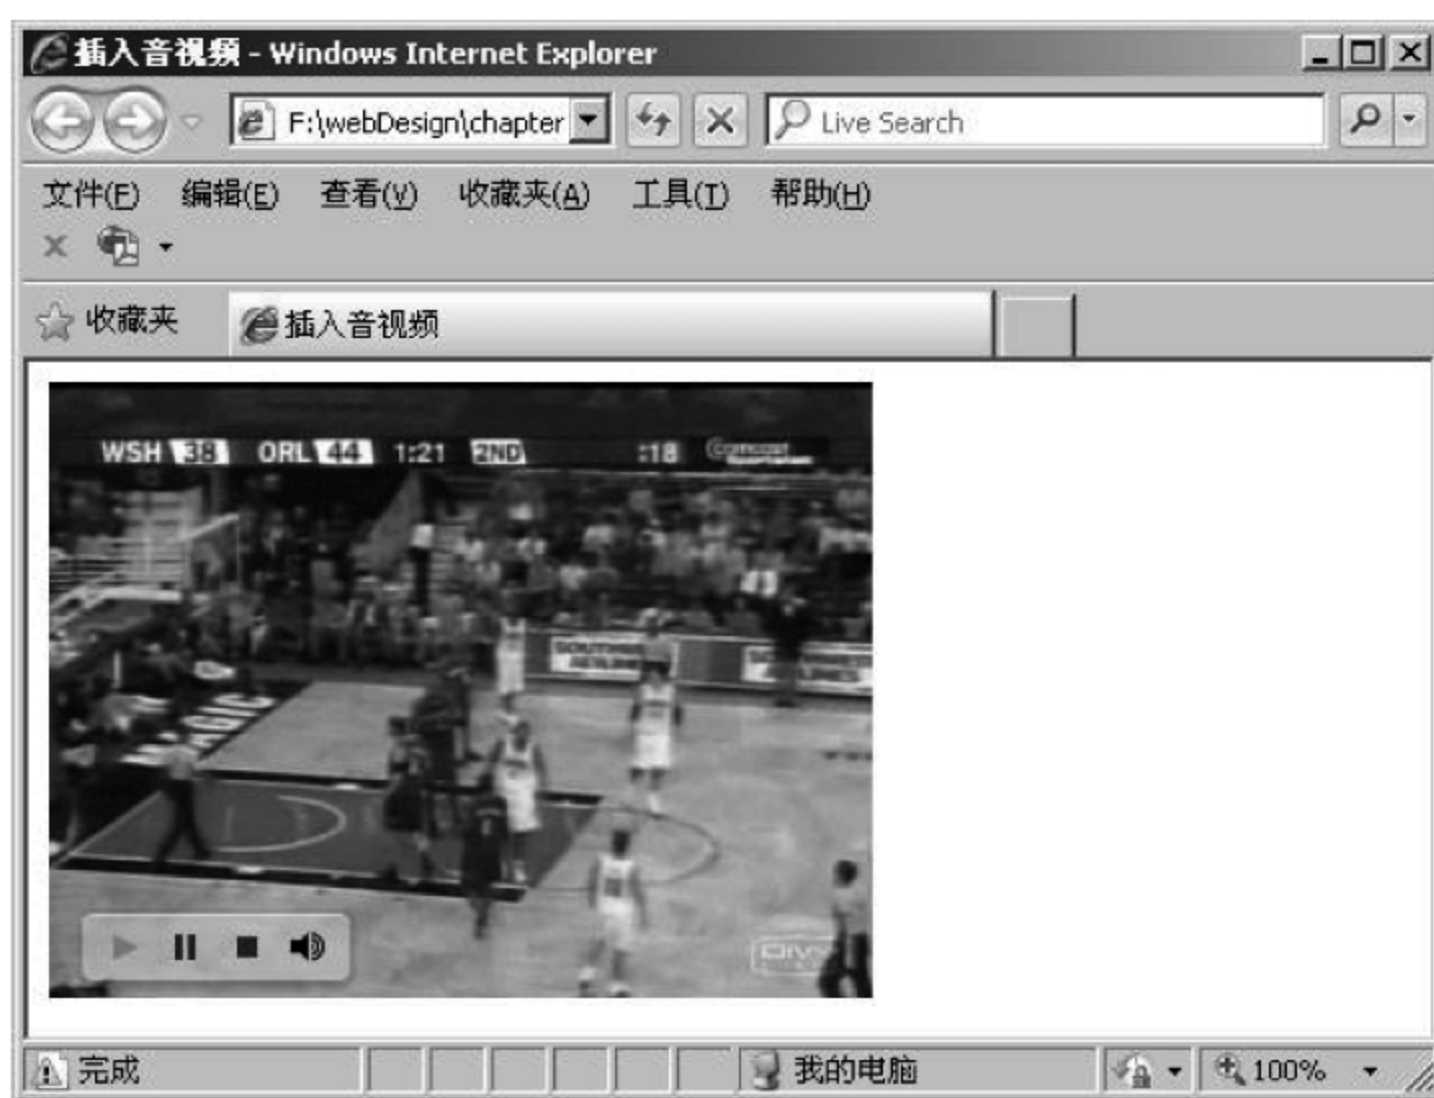 插入音视频 - Windows Internet Explorer
F:\webDesign\chapter Live Search
文件(F) 编辑(E) 查看(V) 收藏夹(A) 工具(T) 帮助(H)
收藏夹 插入音视频
WSH 38 ORL 44 1:21 2ND :18 Comcast
MAGIC
完成 我的电脑 100%